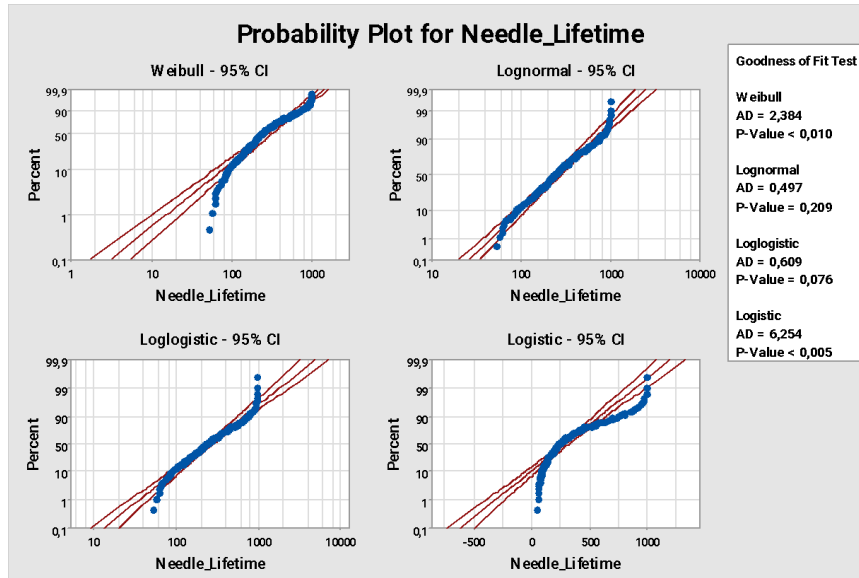 Probability Plot for Needle_Lifetime
Weibull - 95% CI
99,9
90
50
10
1
0,1
Percent
1
10
100
1000
Needle_Lifetime
Lognormal - 95% CI
99,9
99
90
50
10
1
0,1
Percent
10
100
1000
10000
Needle_Lifetime
Loglogistic - 95% CI
99,9
99
90
50
10
1
0,1
Percent
10
100
1000
10000
Needle_Lifetime
Logistic - 95% CI
99,9
99
90
50
10
1
0,1
Percent
-500
0
500
1000
Needle_Lifetime
Goodness of Fit Test
Weibull
AD = 2,384
P-Value < 0,010
Lognormal
AD = 0,497
P-Value = 0,209
Loglogistic
AD = 0,609
P-Value = 0,076
Logistic
AD = 6,254
P-Value < 0,005